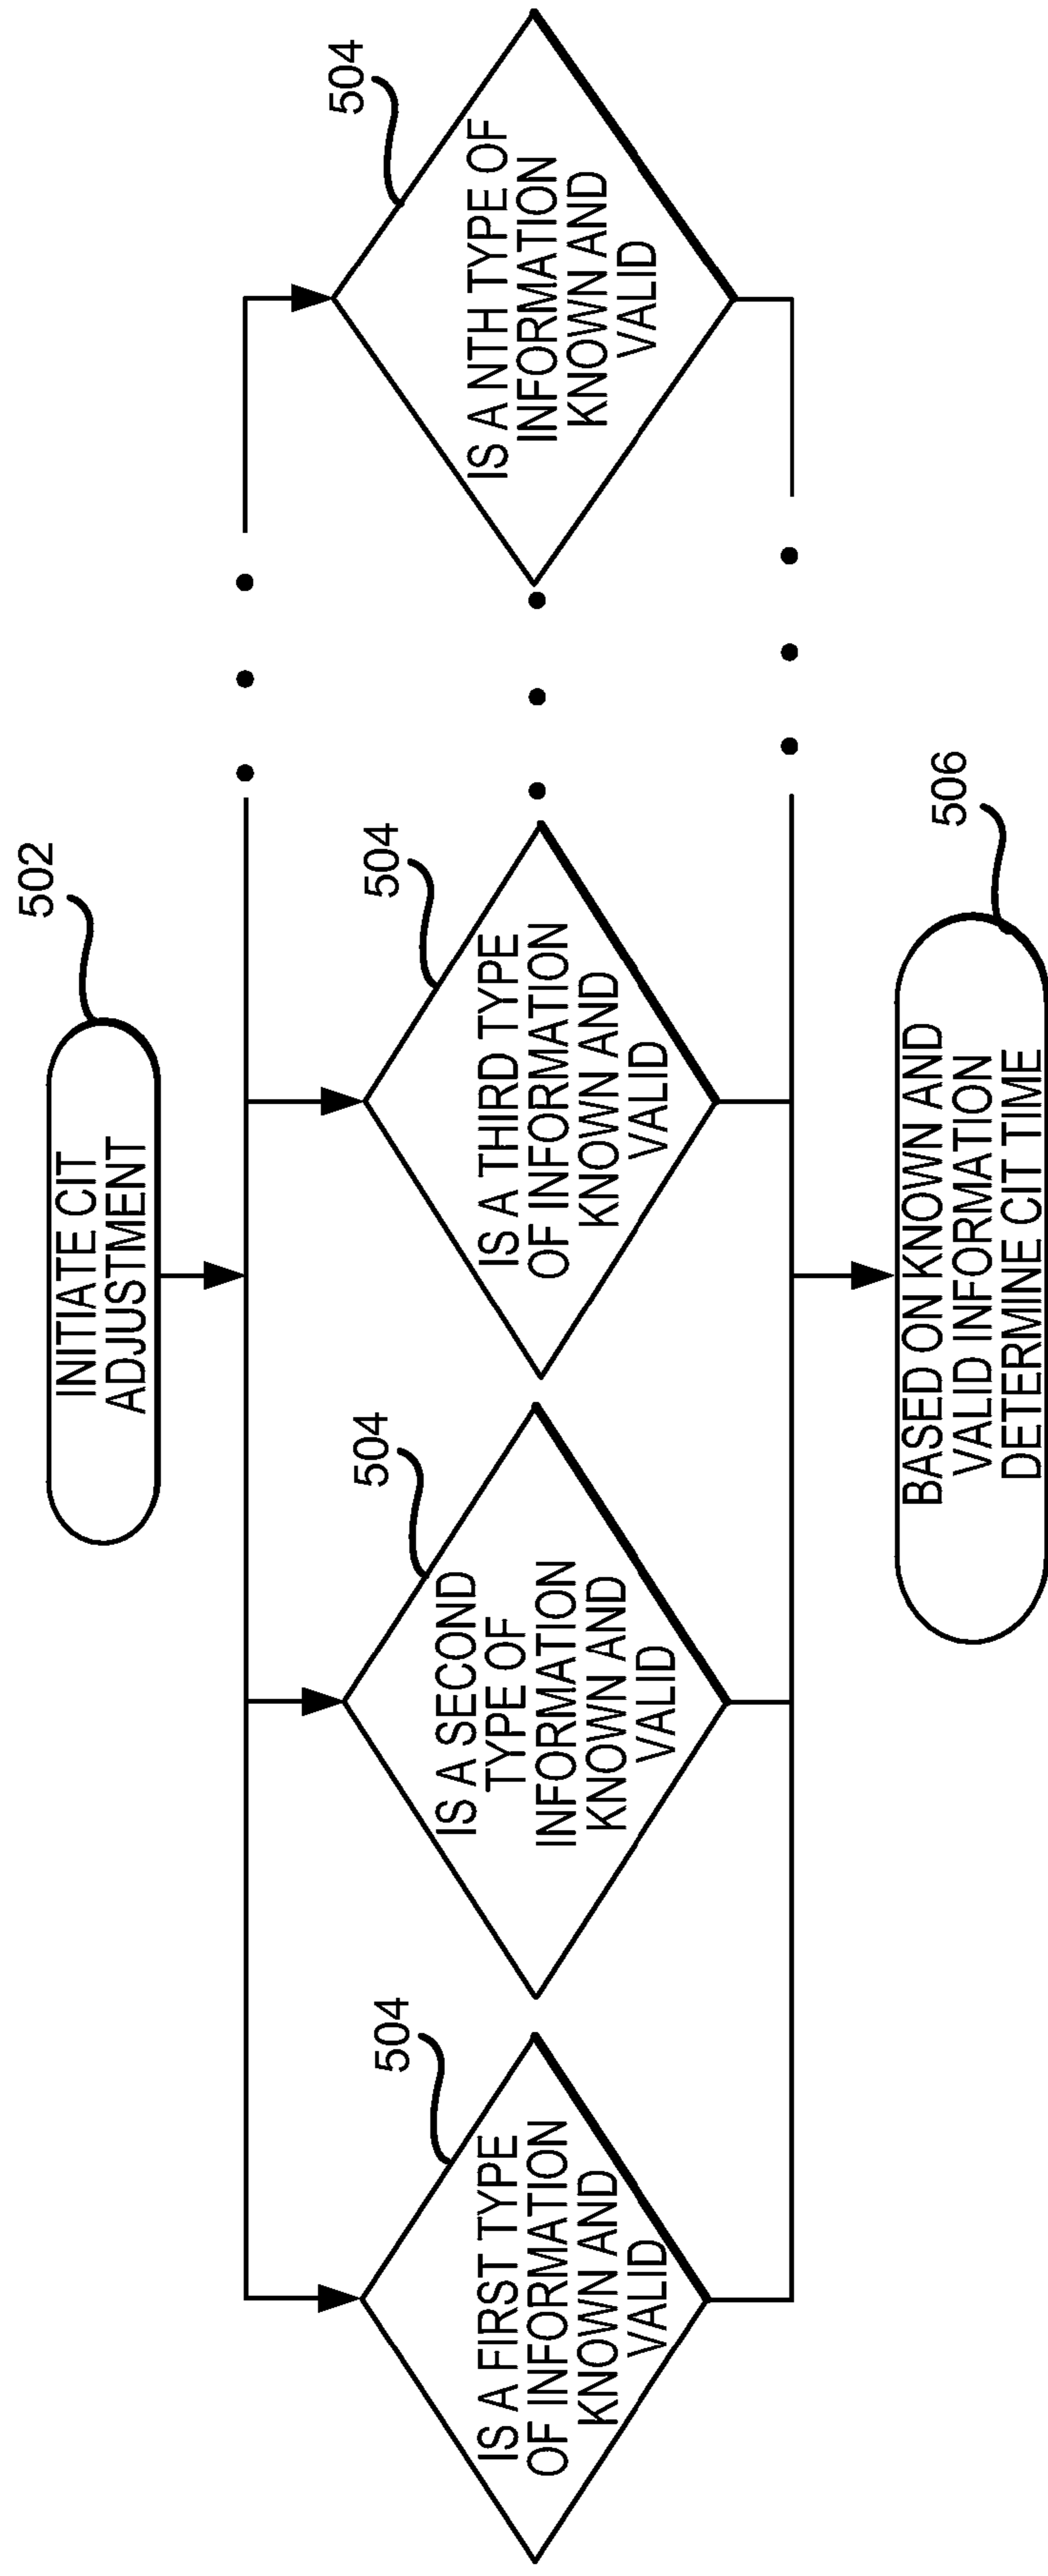 502
INITIATE CIT
ADJUSTMENT
504
IS A FIRST TYPE
OF INFORMATION
KNOWN AND
VALID
504
IS A SECOND
TYPE OF
INFORMATION
KNOWN AND
VALID
504
IS A THIRD TYPE
OF INFORMATION
KNOWN AND
VALID
504
IS A NTH TYPE OF
INFORMATION
KNOWN AND
VALID
506
BASED ON KNOWN AND
VALID INFORMATION
DETERMINE CIT TIME